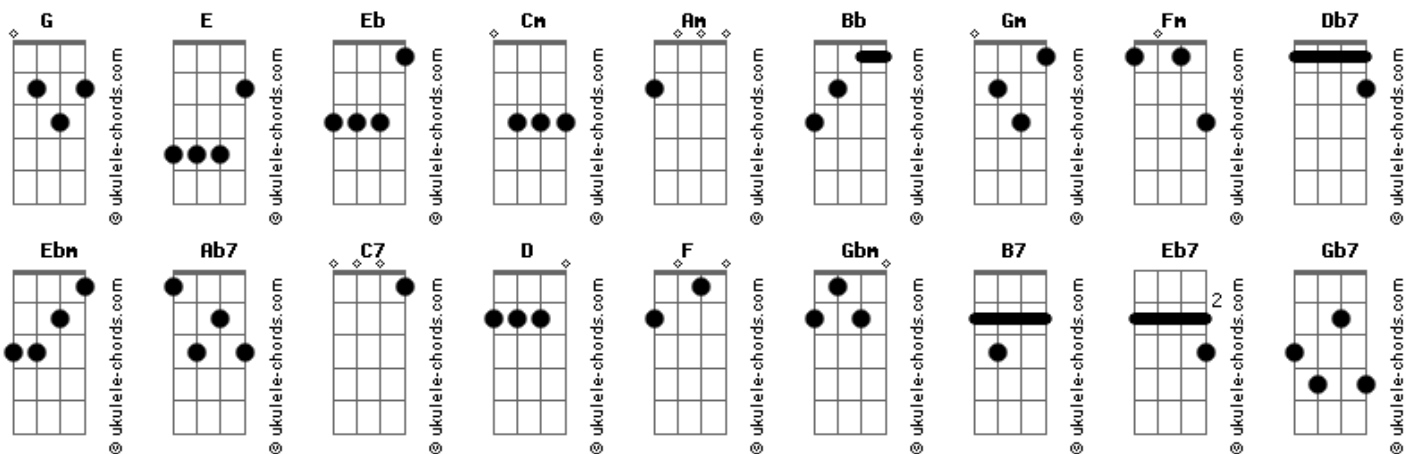 G E Eb Cm Am Bb Gm Fm Db7
© ukulele-chords.com © ukulele-chords.com © ukulele-chords.com © ukulele-chords.com © ukulele-chords.com © ukulele-chords.com © ukulele-chords.com © ukulele-chords.com © ukulele-chords.com
Ebm Ab7 C7 D F Gbm B7 Eb7 Gb7
2
© ukulele-chords.com © ukulele-chords.com © ukulele-chords.com © ukulele-chords.com © ukulele-chords.com © ukulele-chords.com © ukulele-chords.com © ukulele-chords.com © ukulele-chords.com